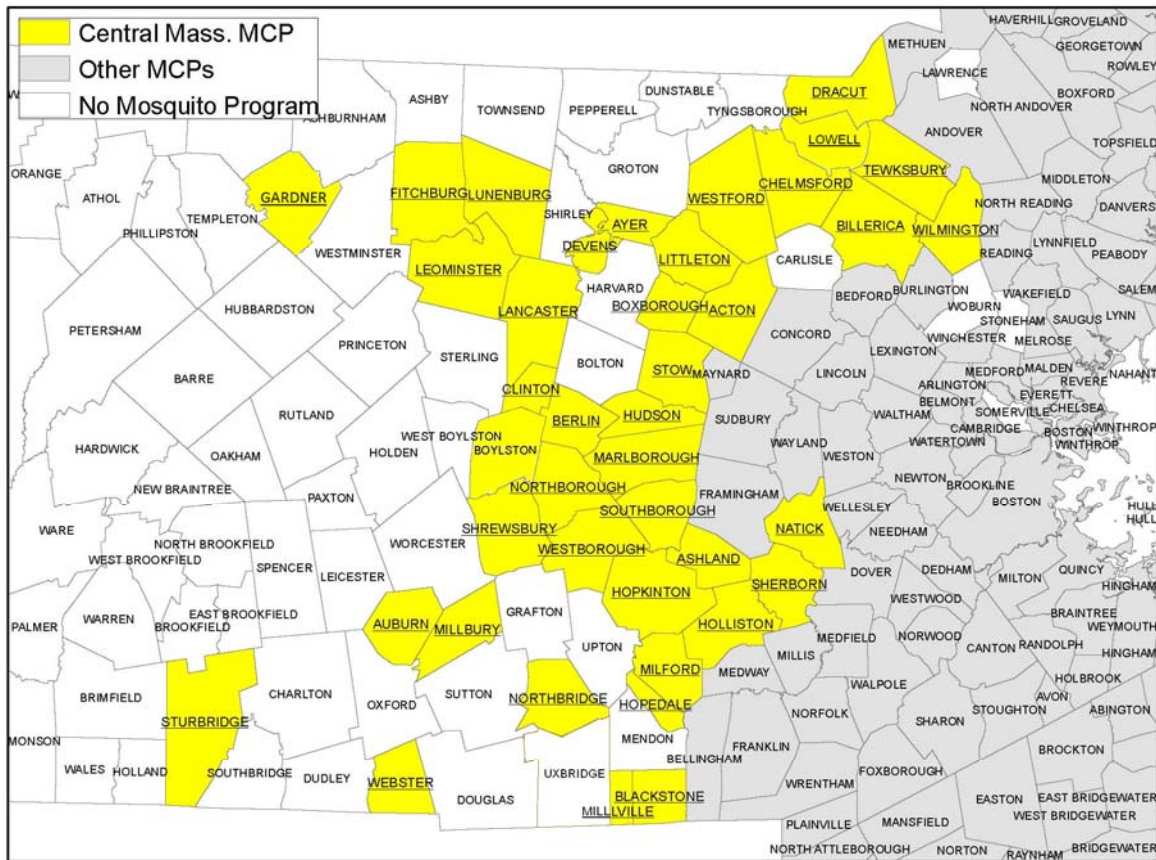 Central Mass. MCP
Other MCPs
No Mosquito Program
HAVERHILL
GROVELAND
METHUEN
GEORGETOWN
ROWLEY
LAWRENCE
BOXFORD
ASHBY
TOWNSEND
PEPPERELL
DUNSTABLE
TYNGSBOROUGH
DRACUT
NORTH ANDOVER
ASHBURNHAM
ANDOVER
TOPSFIELD
LOWELL
ORANGE
ATHOL
GROTON
TEWKSBURY
MIDDLETON
GARDNER
FITCHBURG
LUNENBURG
WESTFORD
CHELMSFORD
DANVERS
TEMPLETON
SHIRLEY
AYER
NORTH READING
PHILLIPSTON
WESTMINSTER
DEVENS
BILLERICA
WILMINGTON
LYNNFIELD
LITTLETON
CARLISLE
READING
PEABODY
LEOMINSTER
HARVARD
BURLINGTON
WAKEFIELD
SALEM
HUBBARDSTON
LANCASTER
BOXBOROUGH
ACTON
BEDFORD
WOBURN
SAUGUS
LYNN
PETERSHAM
STONEHAM
PRINCETON
CONCORD
WINCHESTER
MELROSE
STERLING
BOLTON
LEXINGTON
BARRE
STOW
MAYNARD
LINCOLN
MEDFORD
MALDEN
NAHANT
CLINTON
ARLINGTON
REVERE
EVERETT
RUTLAND
BERLIN
HUDSON
SUDBURY
WALTHAM
BELMONT
SOMERVILLE
CHELSEA
WEST BOYLSTON
HOLDEN
BOYLSTON
CAMBRIDGE
WINTHROP
HARDWICK
OAKHAM
MARLBOROUGH
WAYLAND
WESTON
WATERTOWN
BOSTON
WINTHROP
NEW BRAINTREE
PAXTON
NORTHBOROUGH
FRAMINGHAM
NEWTON
BROOKLINE
BOSTON
SOUTHBOROUGH
WELLESLEY
HULL
HULL
WARE
SHREWSBURY
NATICK
NEEDHAM
NORTH BROOKFIELD
WORCESTER
WESTBOROUGH
WEST BROOKFIELD
ASHLAND
SPENCER
LEICESTER
SHERBORN
DOVER
DEDHAM
MILTON
QUINCY
HINGHAM
HOPKINTON
WESTWOOD
GRAFTON
EAST BROOKFIELD
BRAINTREE
WARREN
BROOKFIELD
AUBURN
MILLBURY
HOLLISTON
WEYMOUTH
PALMER
UPTON
MEDFIELD
NORWOOD
RANDOLPH
CANTON
HINGHAM
MILFORD
MILLIS
MEDWAY
HOLBROOK
BRIMFIELD
CHARLTON
SUTTON
NORTHBRIDGE
WALPOLE
AVON
OXFORD
HOPEDALE
STOUGHTON
ABINGTON
STURBRIDGE
NORFOLK
SHARON
MENDON
MONSON
FRANKLIN
BROCKTON
WALES
HOLLAND
SOUTHBRIDGE
DUDLEY
WEBSTER
UXBRIDGE
BELLINGHAM
FOXBOROUGH
WRENTHAM
DOUGLAS
BLACKSTONE
EASTON
EAST BRIDGEWATER
MILLLVILLE
WEST BRIDGEWATER
PLAINVILLE
MANSFIELD
NORTH ATTLEBOROUGH
NORTON
RAYNHAM
BRIDGEWATER